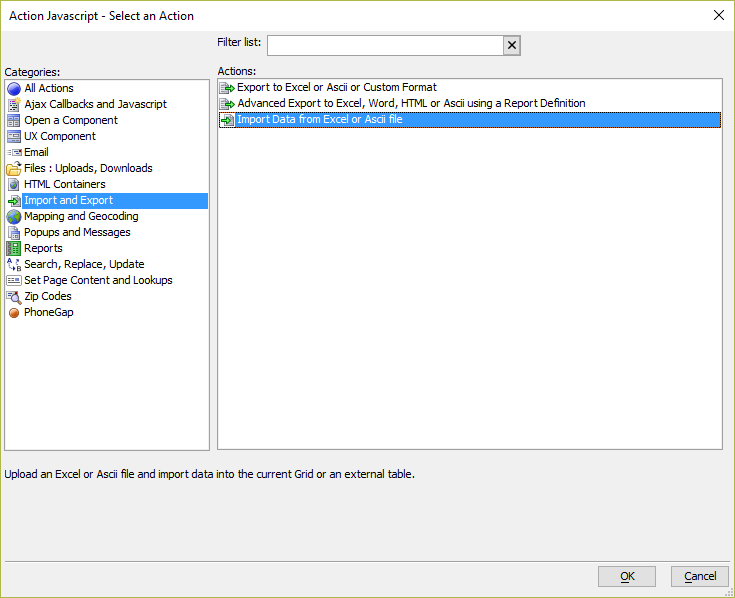 Action Javascript - Select an Action
Filter list:
Categories:
All Actions
Ajax Callbacks and Javascript
Open a Component
UX Component
Email
Files : Uploads, Downloads
HTML Containers
Import and Export
Mapping and Geocoding
Popups and Messages
Reports
Search, Replace, Update
Set Page Content and Lookups
Zip Codes
PhoneGap
Actions:
Export to Excel or Ascii or Custom Format
Advanced Export to Excel, Word, HTML or Ascii using a Report Definition
Import Data from Excel or Ascii file
Upload an Excel or Ascii file and import data into the current Grid or an external table.
OK
Cancel